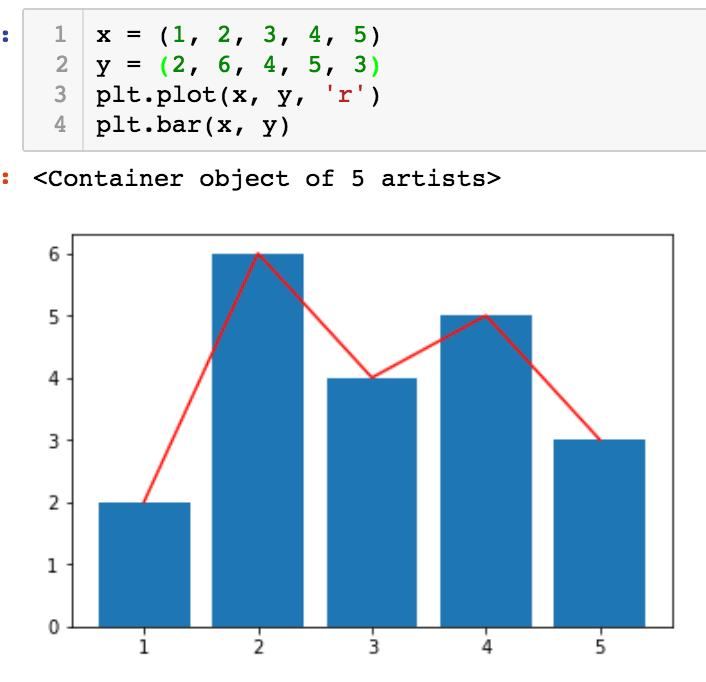 : 1 x = (1, 2, 3, 4, 5)
2 y = (2, 6, 4, 5, 3)
3 plt.plot(x, y, 'r')
4 plt.bar(x, y)
: <Container object of 5 artists>
6
5
4
3
2
1
0
1 2 3 4 5